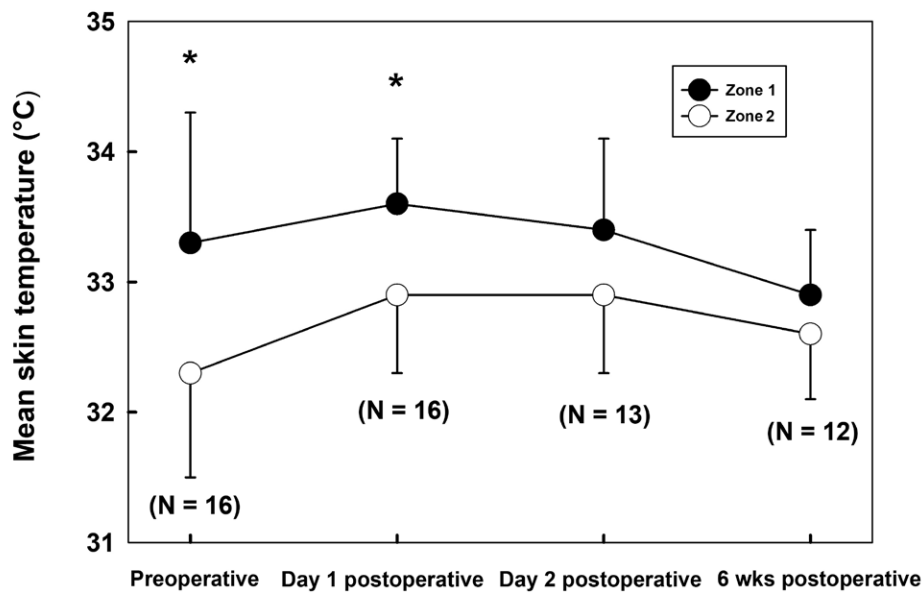 Mean skin temperature (°C)
35
34
33
32
31
*
*
Zone 1
Zone 2
(N = 16)
(N = 16)
(N = 13)
(N = 12)
Preoperative
Day 1 postoperative
Day 2 postoperative
6 wks postoperative